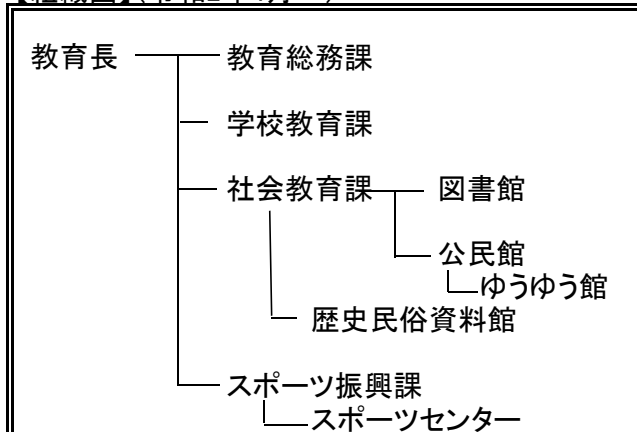 教育長 教育総務課
学校教育課
社会教育課 図書館
公民館
ゆうゆう館
歴史民俗資料館
スポーツ振興課
スポーツセンター